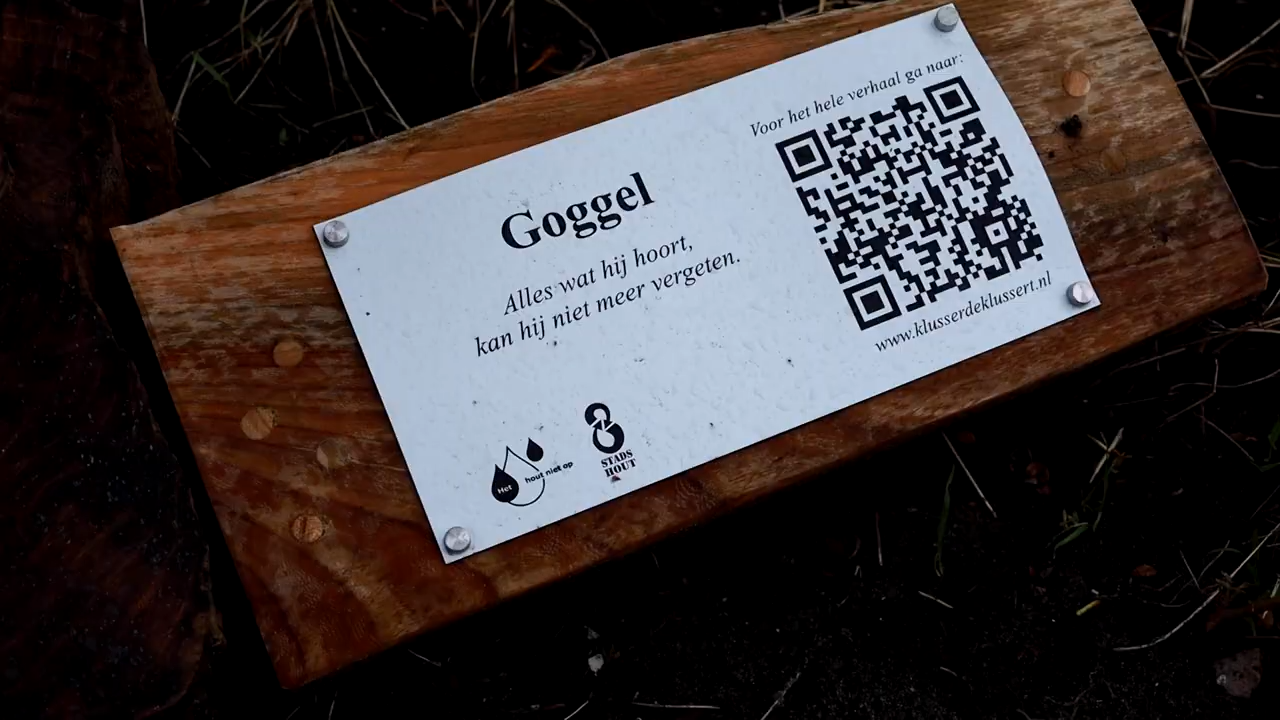 Goggel
Alles wat hij hoort,
kan hij niet meer vergeten.
Voor het hele verhaal ga naar:
www.klusserdeklussert.nl
Het hout niet op
STADS
HOUT